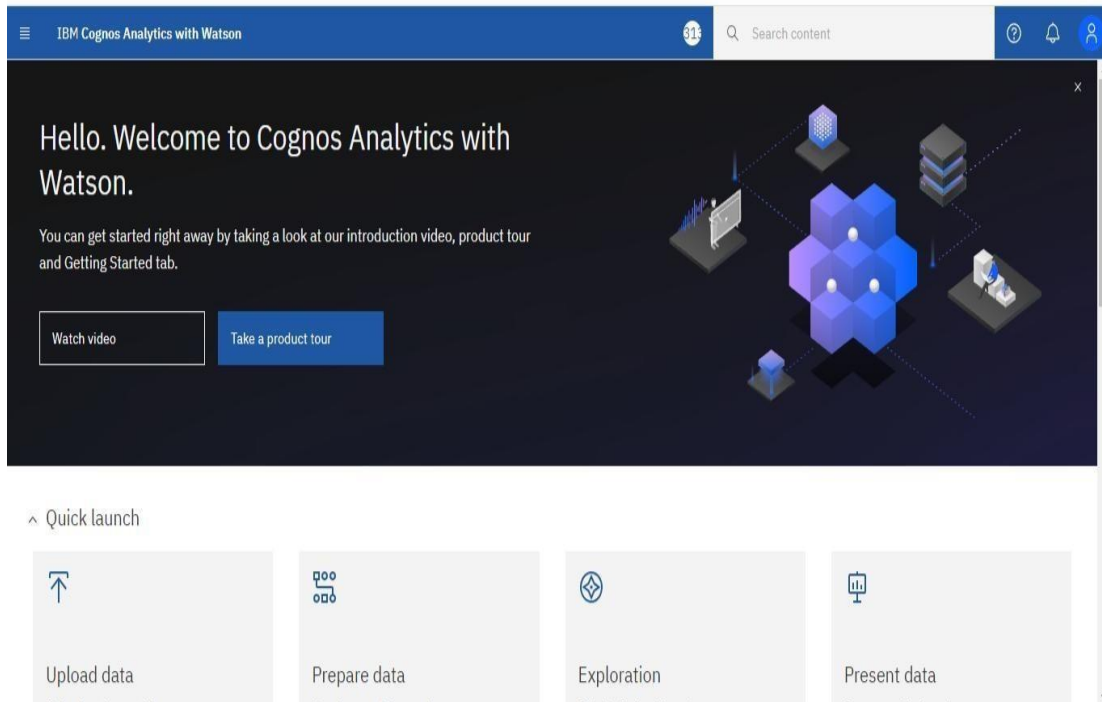 IBM Cognos Analytics with Watson
313
Search content
Hello. Welcome to Cognos Analytics with
Watson.
You can get started right away by taking a look at our introduction video, product tour
and Getting Started tab.
Watch video
Take a product tour
Quick launch
Upload data
Prepare data
Exploration
Present data